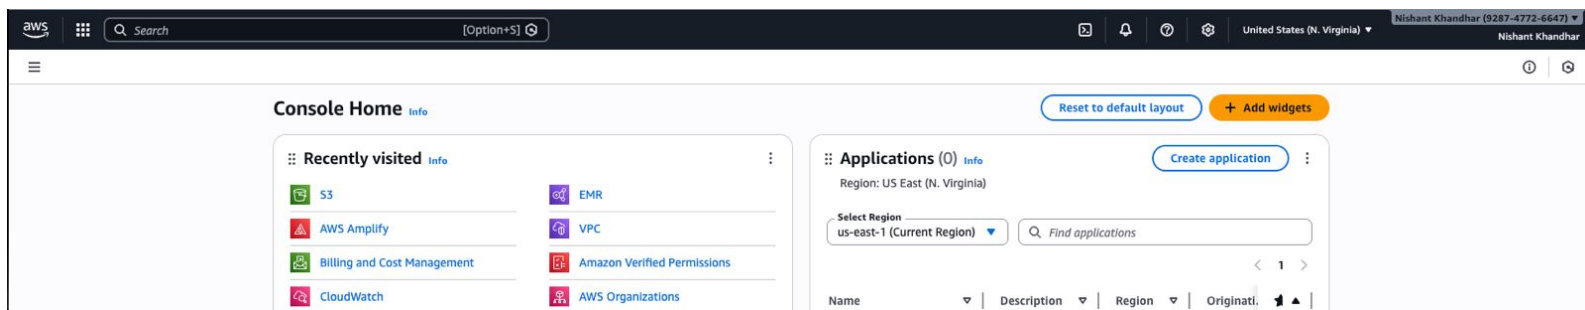 aws Search [Option+S] United States (N. Virginia) ▼ Nishant Khandhar (9287-4772-6647) ▼
Nishant Khandhar
Console Home Info Reset to default layout + Add widgets
Recently visited Info
S3 EMR
AWS Amplify VPC
Billing and Cost Management Amazon Verified Permissions
CloudWatch AWS Organizations
Applications (0) Info Create application
Region: US East (N. Virginia)
Select Region
us-east-1 (Current Region) ▼ Find applications
< 1 >
Name Description Region Originati.